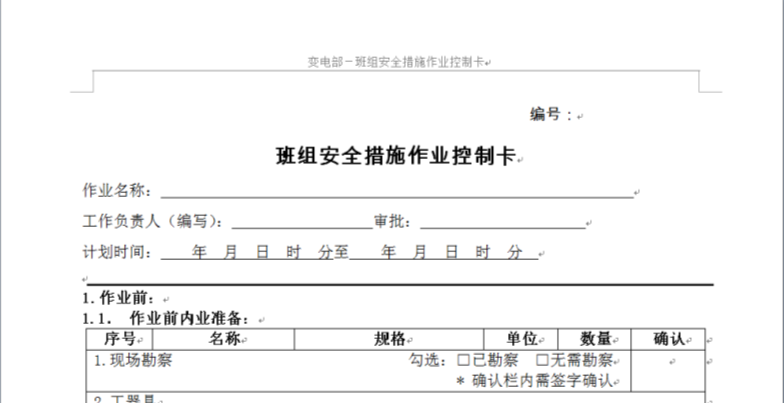 变电部－班组安全措施作业控制卡
编号：
班组安全措施作业控制卡
作业名称：
工作负责人（编写）： 审批：
计划时间： 年 月 日 时 分至 年 月 日 时 分
1.作业前：
1.1. 作业前内业准备：
序号 名称 规格 单位 数量 确认
1.现场勘察 勾选：□已勘察 □无需勘察
* 确认栏内需签字确认
2.工器具